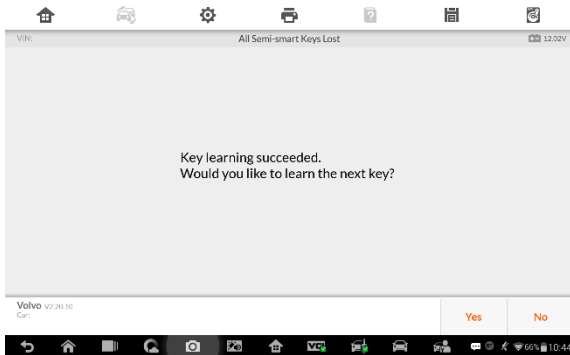 VIN:
All Semi-smart Keys Lost
12.02V
Key learning succeeded.
Would you like to learn the next key?
Volvo V2.20.10
Car:
Yes
No
VCI
66% 10:44